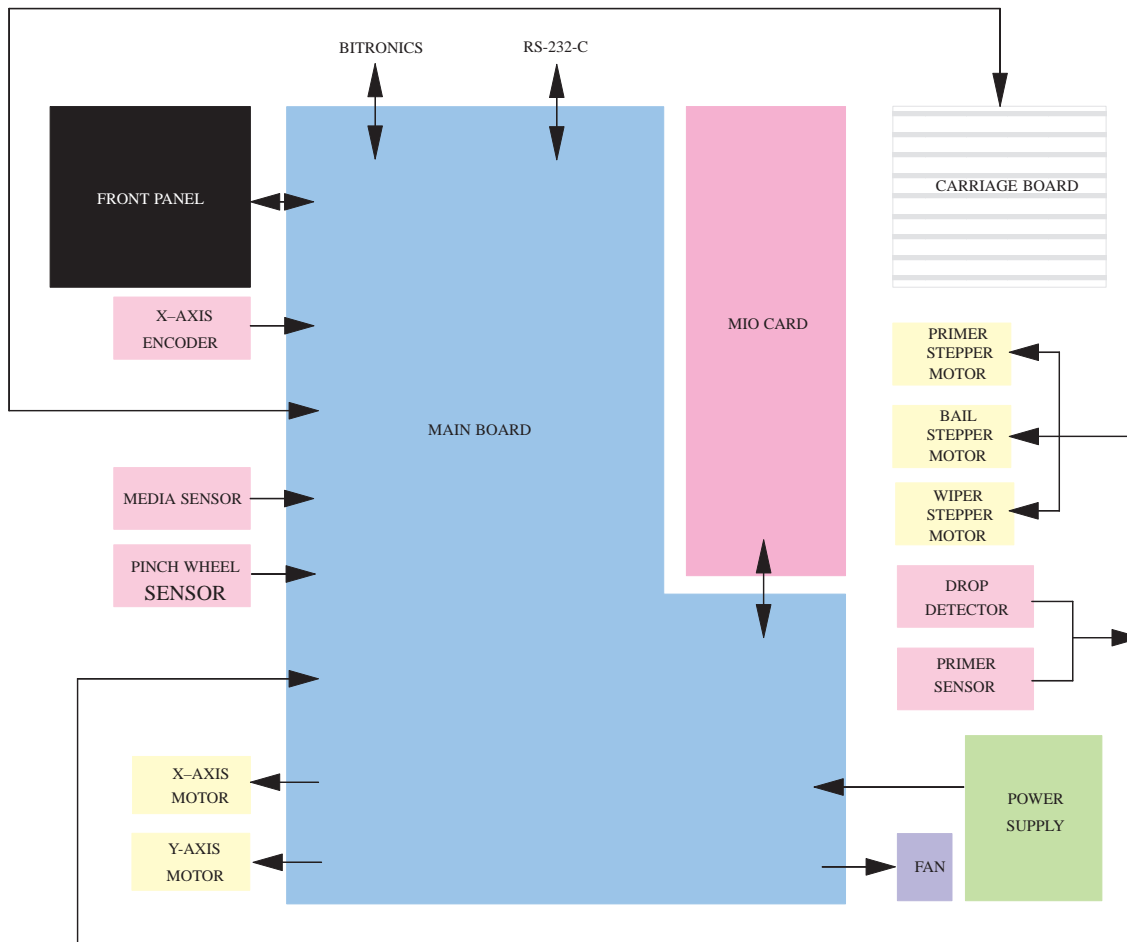 BITRONICS
RS-232-C
FRONT PANEL
X–AXIS
ENCODER
MEDIA SENSOR
PINCH WHEEL
SENSOR
X–AXIS
MOTOR
Y-AXIS
MOTOR
MAIN BOARD
MIO CARD
CARRIAGE BOARD
PRIMER
STEPPER
MOTOR
BAIL
STEPPER
MOTOR
WIPER
STEPPER
MOTOR
DROP
DETECTOR
PRIMER
SENSOR
POWER
SUPPLY
FAN